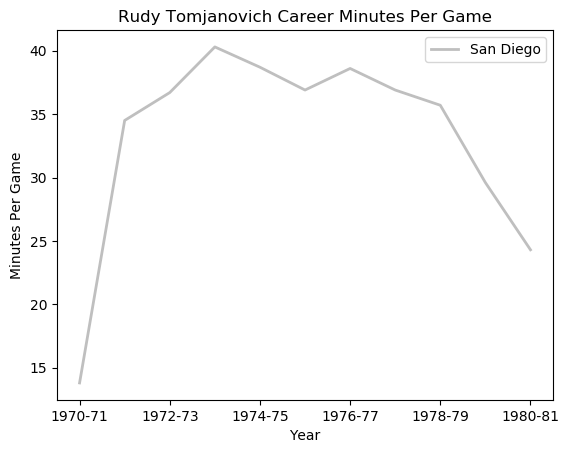 Rudy Tomjanovich Career Minutes Per Game
San Diego
40
35
30
25
20
15
Minutes Per Game
1970-71 1972-73 1974-75 1976-77 1978-79 1980-81
Year